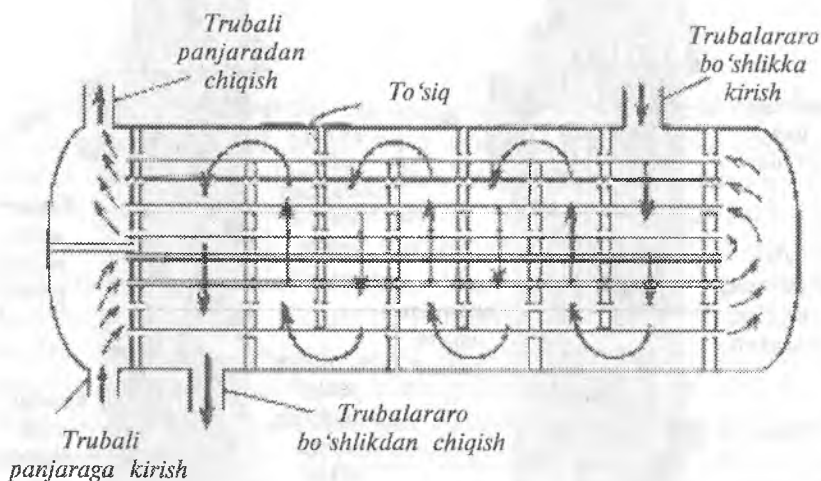 Trubali
panjaradan
chiqish
To‘siq
Trubalararo
bo‘shlikka
kirish
Trubali
panjaraga kirish
Trubalararo
bo‘shlikdan chiqish